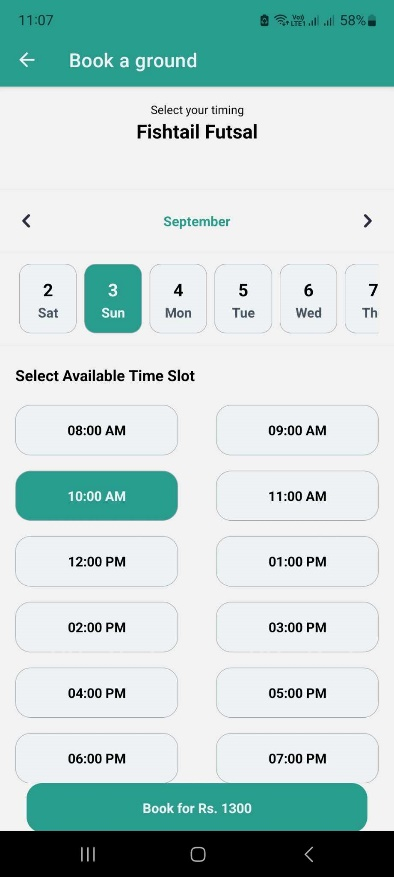 11:07
Vo) LTE1 58%
Book a ground
Select your timing
Fishtail Futsal
September
2 3 4 5 6 7
Sat Sun Mon Tue Wed Th
Select Available Time Slot
08:00 AM 09:00 AM
10:00 AM 11:00 AM
12:00 PM 01:00 PM
02:00 PM 03:00 PM
04:00 PM 05:00 PM
06:00 PM 07:00 PM
Book for Rs. 1300